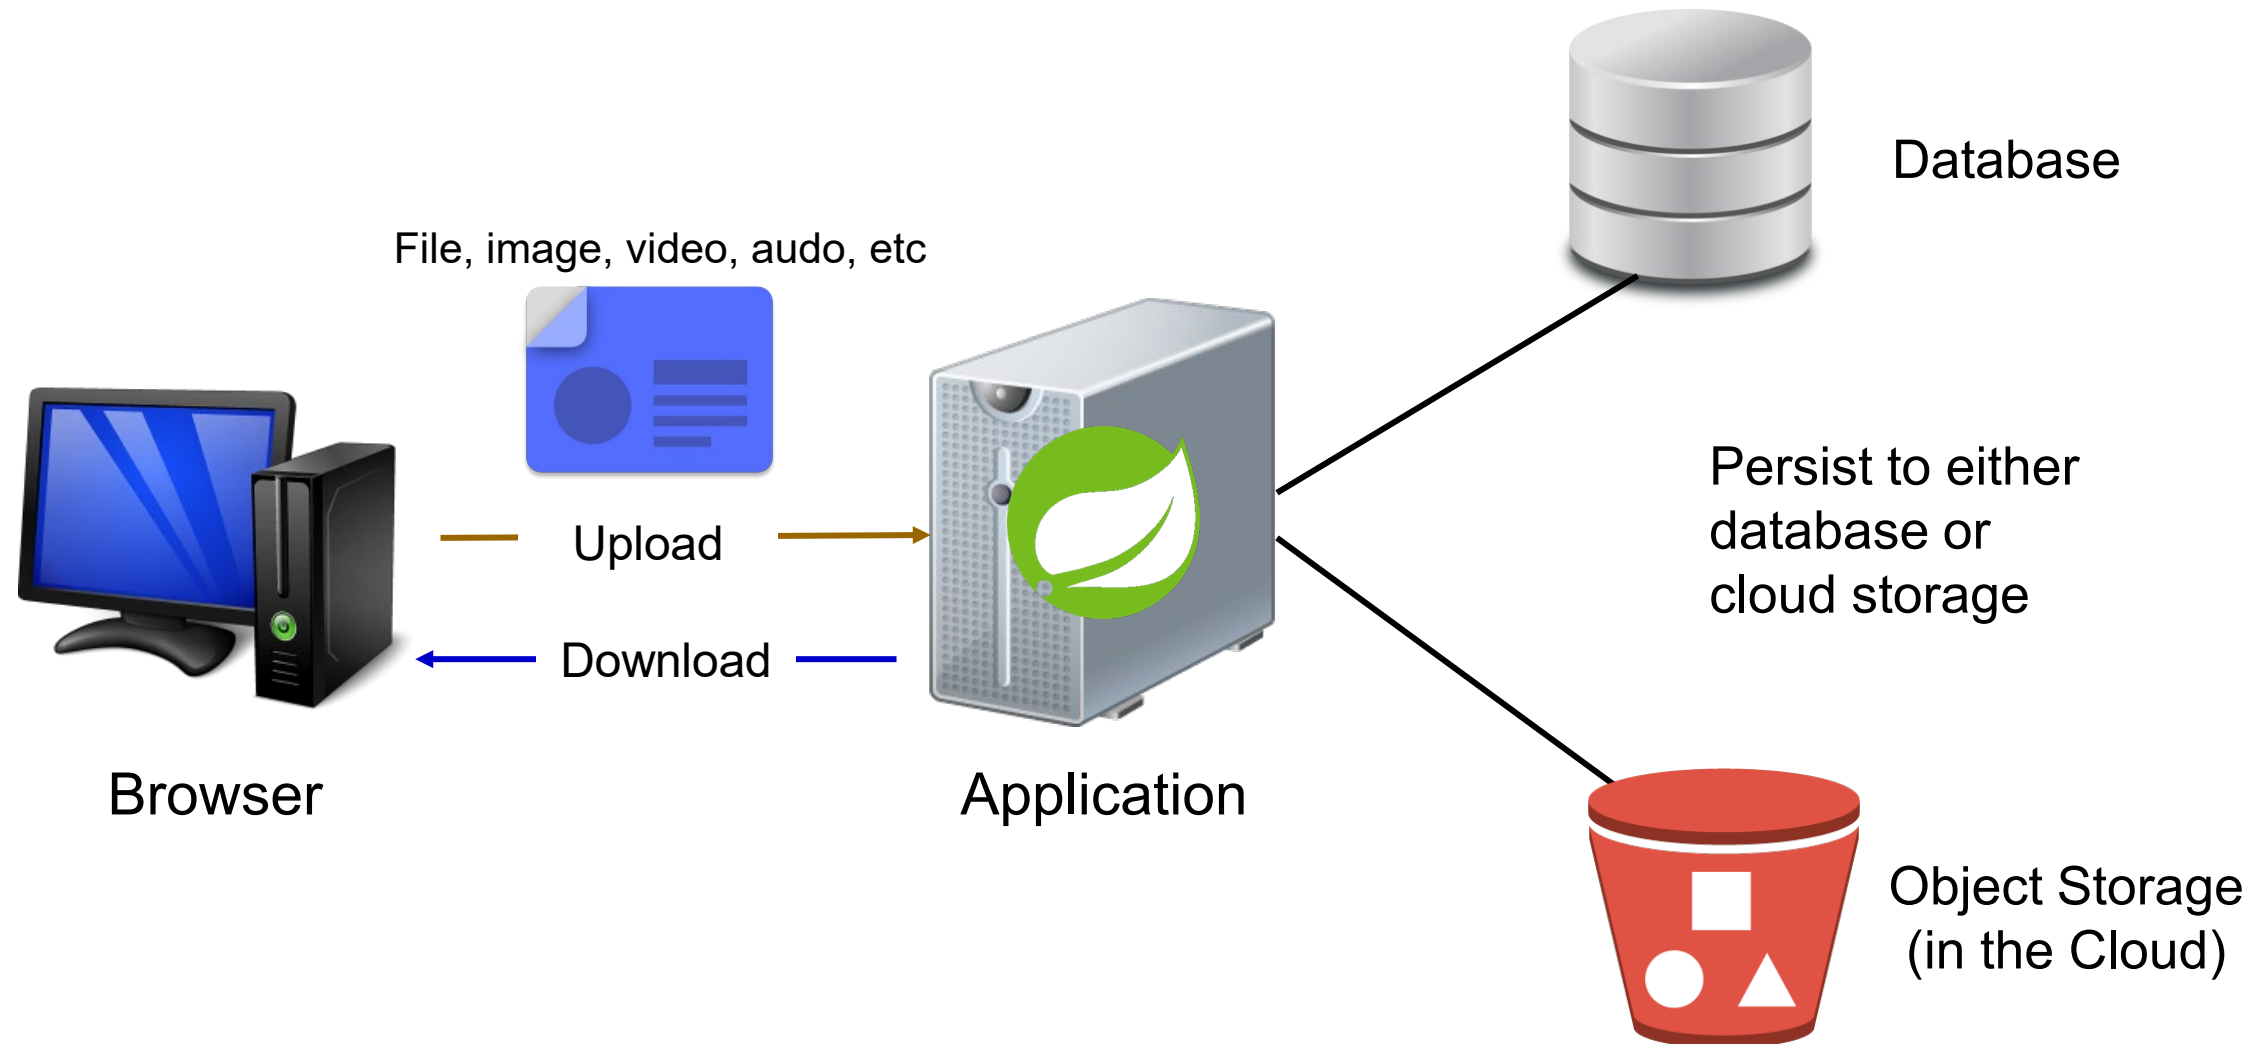 Database
File, image, video, audo, etc
Upload
Download
Persist to either
database or
cloud storage
Browser
Application
Object Storage
(in the Cloud)